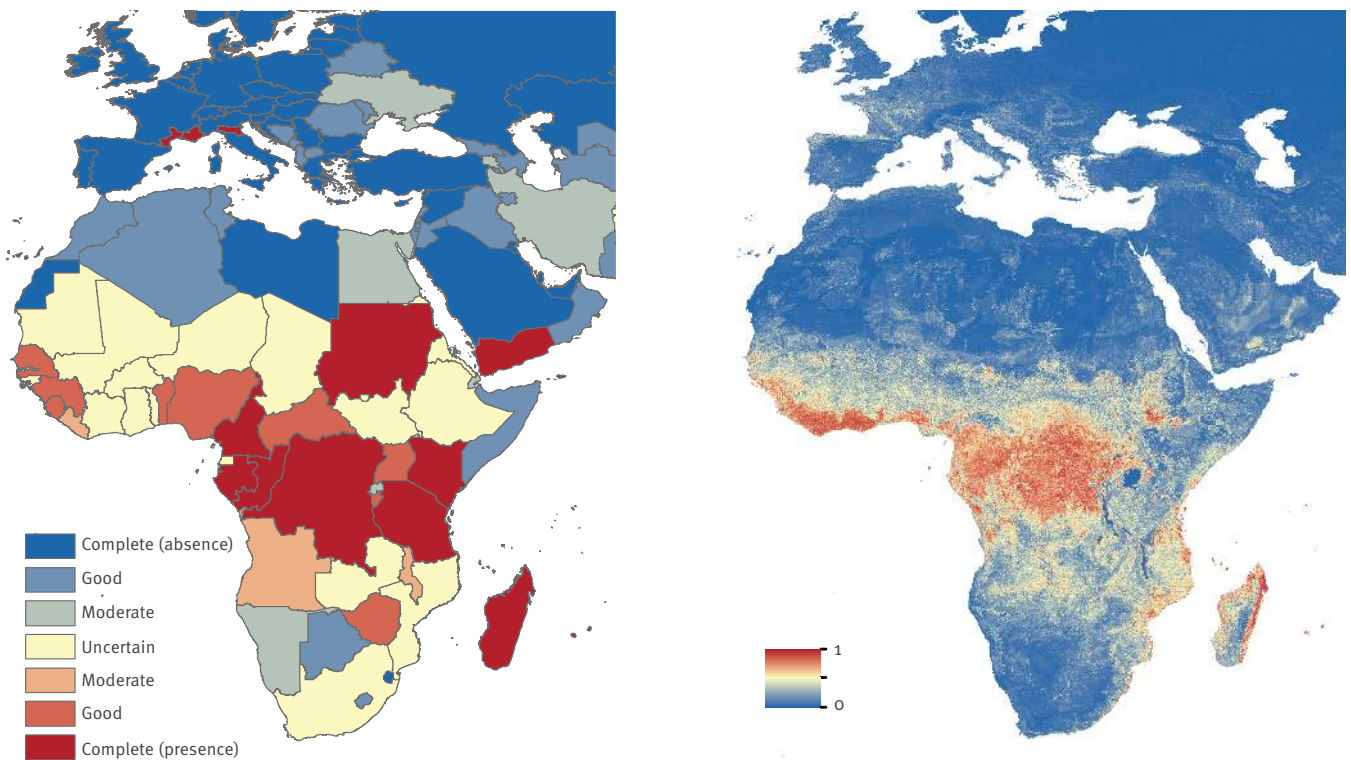 Complete (absence)
Good
Moderate
Uncertain
Moderate
Good
Complete (presence)
1
0